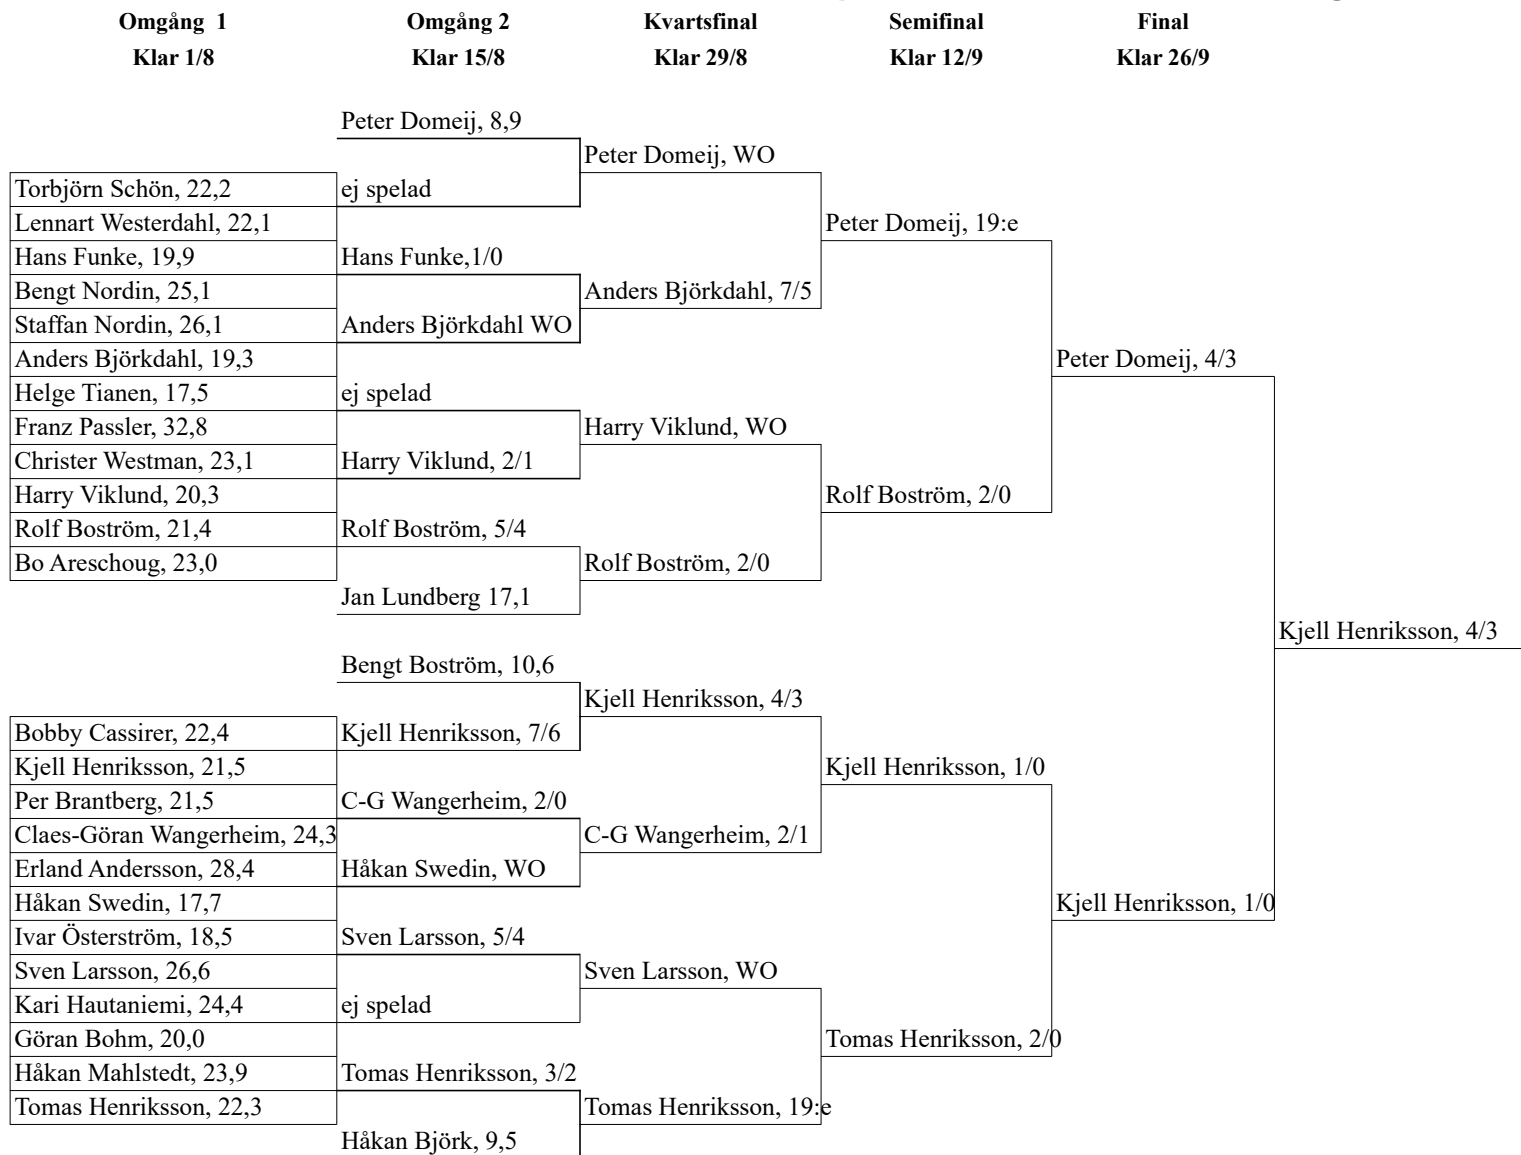 Omgång 1 Omgång 2 Kvartsfinal Semifinal Final
Klar 1/8 Klar 15/8 Klar 29/8 Klar 12/9 Klar 26/9
Peter Domeij, 8,9
Peter Domeij, WO
Torbjörn Schön, 22,2 ej spelad
Lennart Westerdahl, 22,1 Peter Domeij, 19:e
Hans Funke, 19,9 Hans Funke,1/0
Bengt Nordin, 25,1 Anders Björkdahl, 7/5
Staffan Nordin, 26,1 Anders Björkdahl WO
Anders Björkdahl, 19,3 Peter Domeij, 4/3
Helge Tianen, 17,5 ej spelad
Franz Passler, 32,8 Harry Viklund, WO
Christer Westman, 23,1 Harry Viklund, 2/1
Harry Viklund, 20,3 Rolf Boström, 2/0
Rolf Boström, 21,4 Rolf Boström, 5/4
Bo Areschoug, 23,0 Rolf Boström, 2/0
Jan Lundberg 17,1
Kjell Henriksson, 4/3
Bengt Boström, 10,6
Kjell Henriksson, 4/3
Bobby Cassirer, 22,4 Kjell Henriksson, 7/6
Kjell Henriksson, 21,5 Kjell Henriksson, 1/0
Per Brantberg, 21,5 C-G Wangerheim, 2/0
Claes-Göran Wangerheim, 24,3 C-G Wangerheim, 2/1
Erland Andersson, 28,4 Håkan Swedin, WO
Håkan Swedin, 17,7 Kjell Henriksson, 1/0
Ivar Österström, 18,5 Sven Larsson, 5/4
Sven Larsson, 26,6 Sven Larsson, WO
Kari Hautaniemi, 24,4 ej spelad
Göran Bohm, 20,0 Tomas Henriksson, 2/0
Håkan Mahlstedt, 23,9 Tomas Henriksson, 3/2
Tomas Henriksson, 22,3 Tomas Henriksson, 19:e
Håkan Björk, 9,5